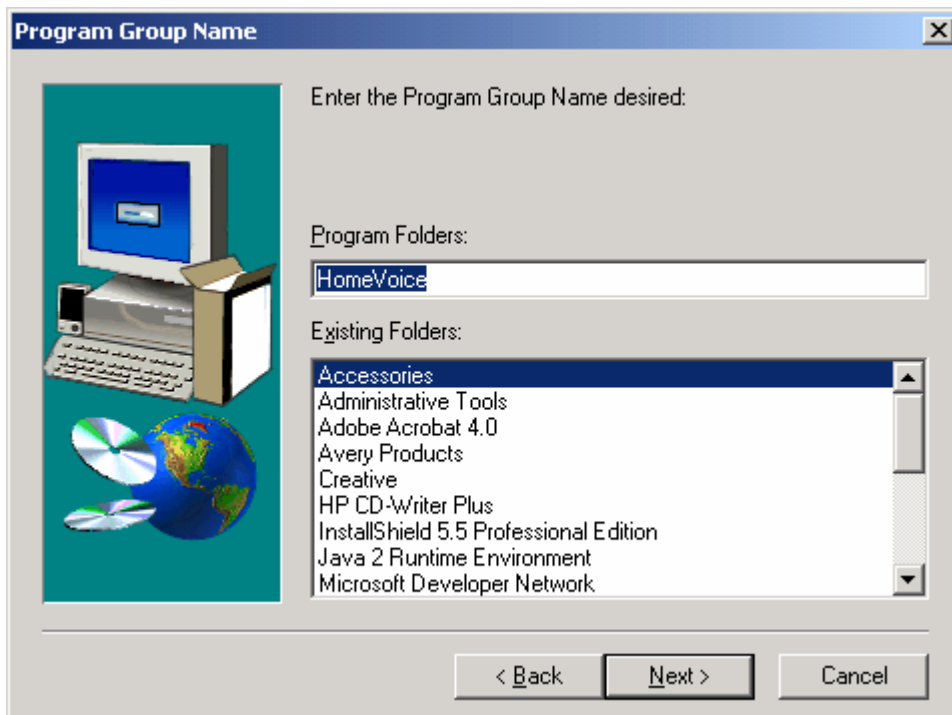 Program Group Name
Enter the Program Group Name desired:
Program Folders:
HomeVoice
Existing Folders:
Accessories
Administrative Tools
Adobe Acrobat 4.0
Avery Products
Creative
HP CD-Writer Plus
InstallShield 5.5 Professional Edition
Java 2 Runtime Environment
Microsoft Developer Network
< Back Next > Cancel